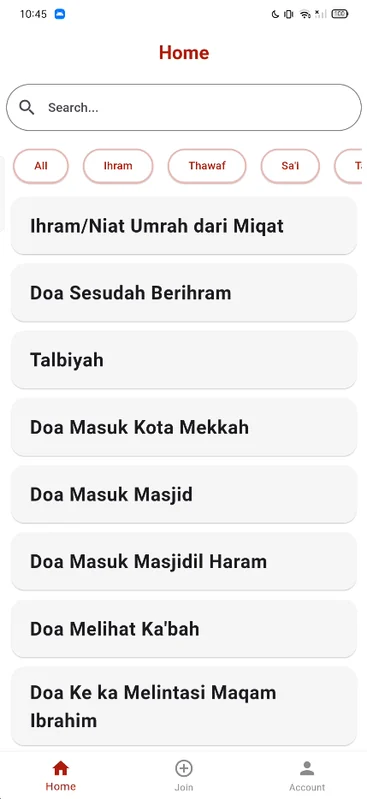 10:45
100
Home
Search...
All
Ihram
Thawaf
Sa'i
Ihram/Niat Umrah dari Miqat
Doa Sesudah Berihram
Talbiyah
Doa Masuk Kota Mekkah
Doa Masuk Masjid
Doa Masuk Masjidil Haram
Doa Melihat Ka'bah
Doa Ke ka Melintasi Maqam
Ibrahim
Home
Join
Account